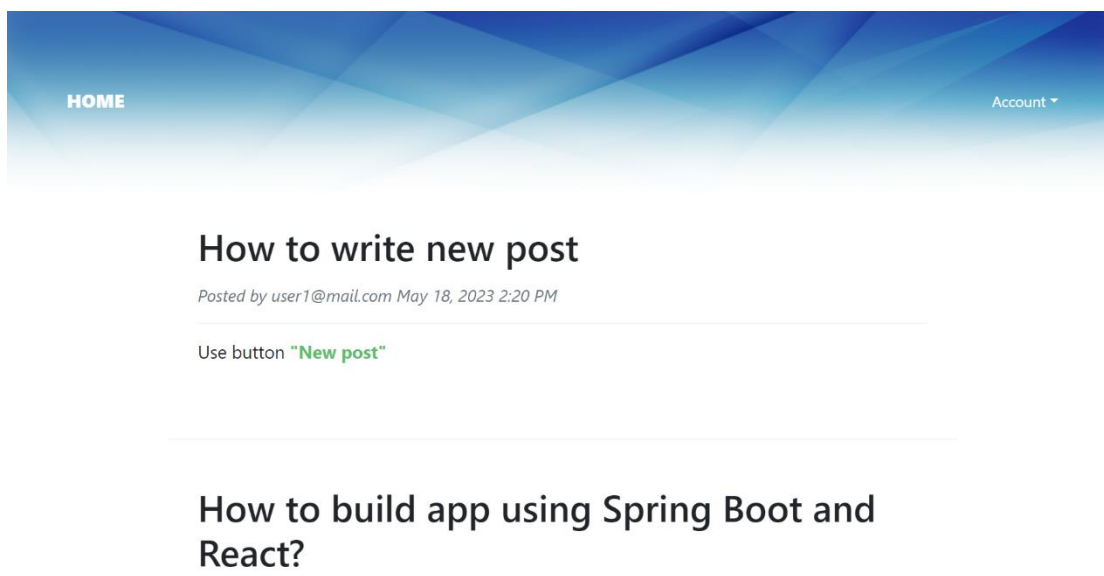 HOME
Account
How to write new post
Posted by user1@mail.com May 18, 2023 2:20 PM
Use button "New post"
How to build app using Spring Boot and
React?